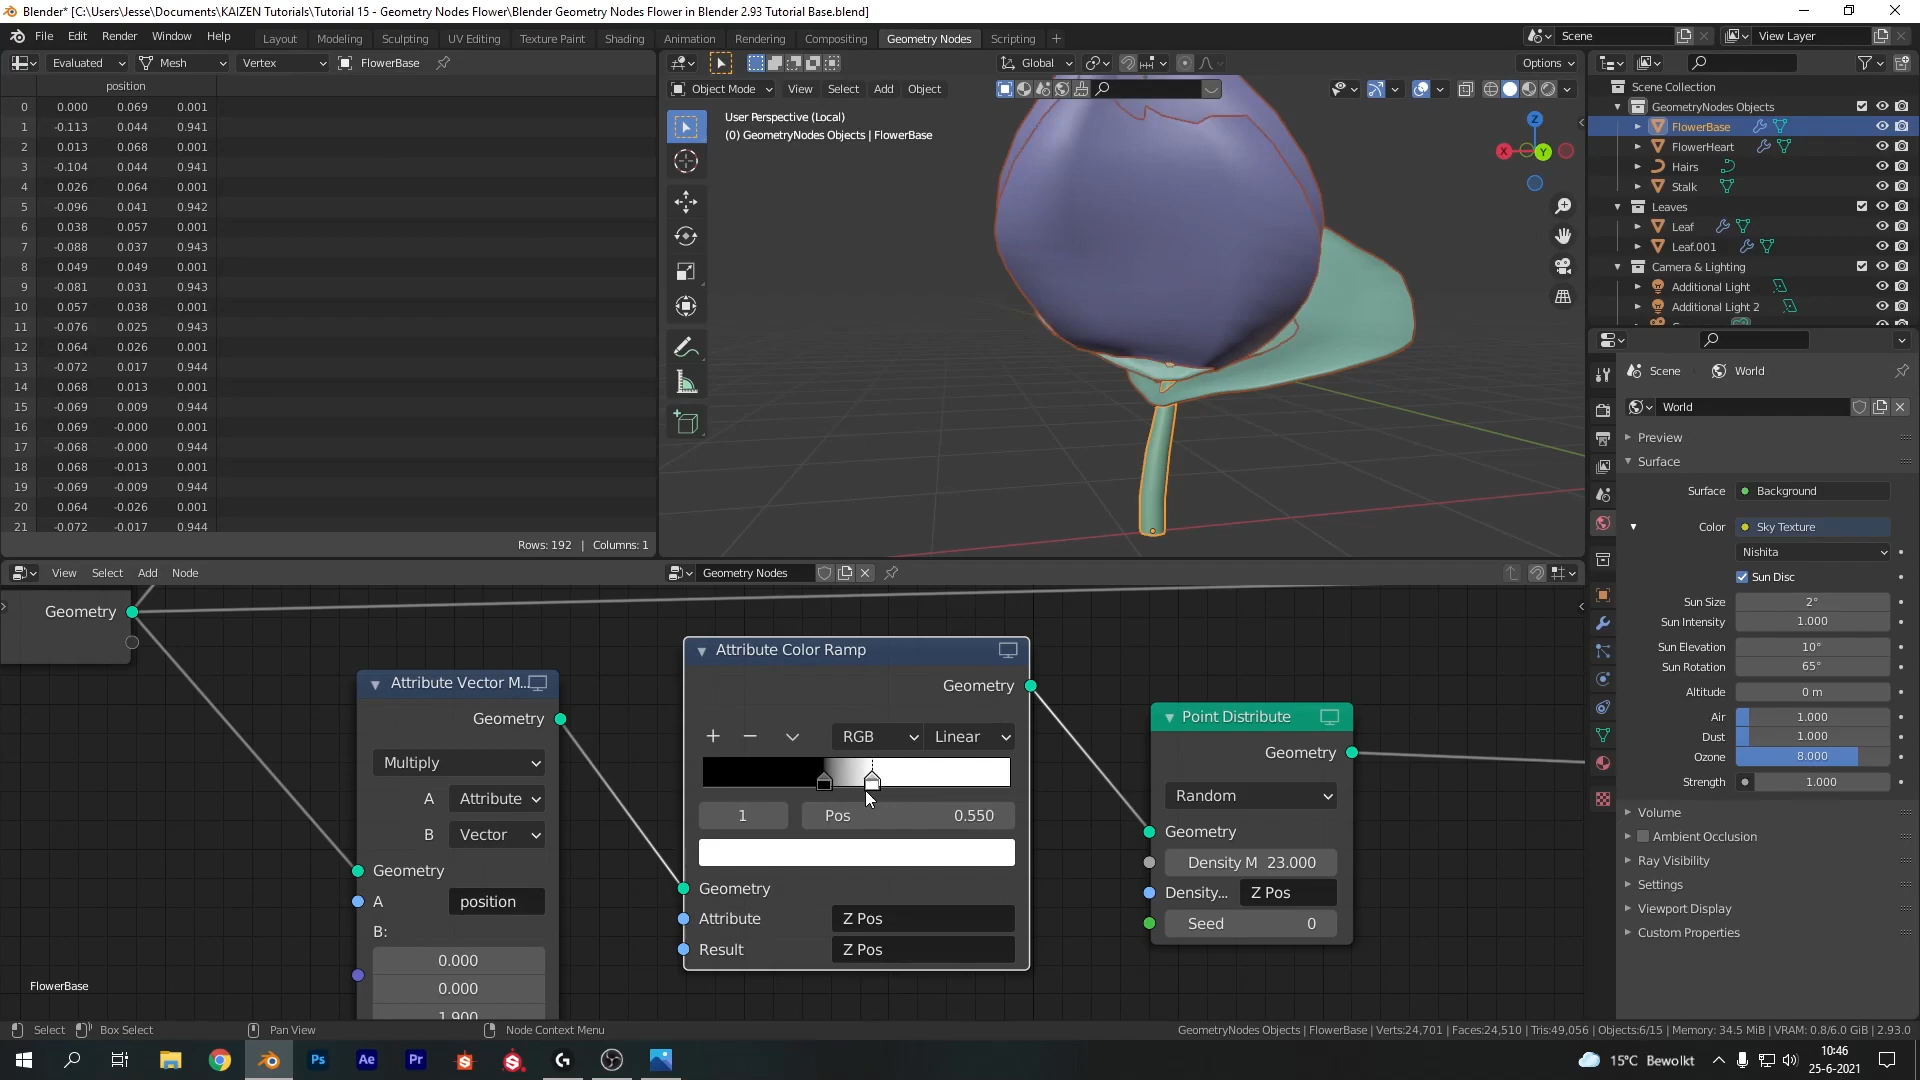 Blender* [C:\Users\Jesse\Documents\KAIZEN Tutorials\Tutorial 15 - Geometry Nodes Flower\Blender Geometry Nodes Flower in Blender 2.93 Tutorial Base.blend]
File Edit Render Window Help Layout Modeling Sculpting UV Editing Texture Paint Shading Animation Rendering Compositing Geometry Nodes Scripting + Scene View Layer
Evaluated Mesh Vertex FlowerBase Global Options
position Object Mode View Select Add Object Scene Collection
0 0.000 0.069 0.001
1 -0.113 0.044 0.941
2 0.013 0.068 0.001
3 -0.104 0.044 0.941
4 0.026 0.064 0.001
5 -0.096 0.041 0.942
6 0.038 0.057 0.001
7 -0.088 0.037 0.943
8 0.049 0.049 0.001
9 -0.081 0.031 0.943
10 0.057 0.038 0.001
11 -0.076 0.025 0.943
12 0.064 0.026 0.001
13 -0.072 0.017 0.944
14 0.068 0.013 0.001
15 -0.069 0.009 0.944
16 0.069 -0.000 0.001
17 -0.068 -0.000 0.944
18 0.068 -0.013 0.001
19 -0.069 -0.009 0.944
20 0.064 -0.026 0.001
21 -0.072 -0.017 0.944
Rows: 192 | Columns: 1
User Perspective (Local)
(0) GeometryNodes Objects | FlowerBase
Z
X Y
GeometryNodes Objects
FlowerBase
FlowerHeart
Hairs
Stalk
Leaves
Leaf
Leaf.001
Camera & Lighting
Additional Light
Additional Light 2
Scene World
World
Preview
Surface
Surface Background
Color Sky Texture
Nishita
Sun Disc
Sun Size 2°
Sun Intensity 1.000
Sun Elevation 10°
Sun Rotation 65°
Altitude 0 m
Air 1.000
Dust 1.000
Ozone 8.000
Strength 1.000
Volume
Ambient Occlusion
Ray Visibility
Settings
Viewport Display
Custom Properties
View Select Add Node Geometry Nodes
Geometry
Attribute Vector M...
Geometry
Multiply
A Attribute
B Vector
Geometry
A position
B:
0.000
0.000
1.900
Attribute Color Ramp
Geometry
RGB Linear
1 Pos 0.550
Geometry
Attribute Z Pos
Result Z Pos
Point Distribute
Geometry
Random
Geometry
Density M 23.000
Density... Z Pos
Seed 0
FlowerBase
Select Box Select Pan View Node Context Menu GeometryNodes Objects | FlowerBase | Verts:24,701 | Faces:24,510 | Tris:49,056 | Objects:6/15 | Memory: 34.5 MiB | VRAM: 0.8/6.0 GiB | 2.93.0
Ps Ae Pr 15°C Bewolkt 10:46
25-6-2021